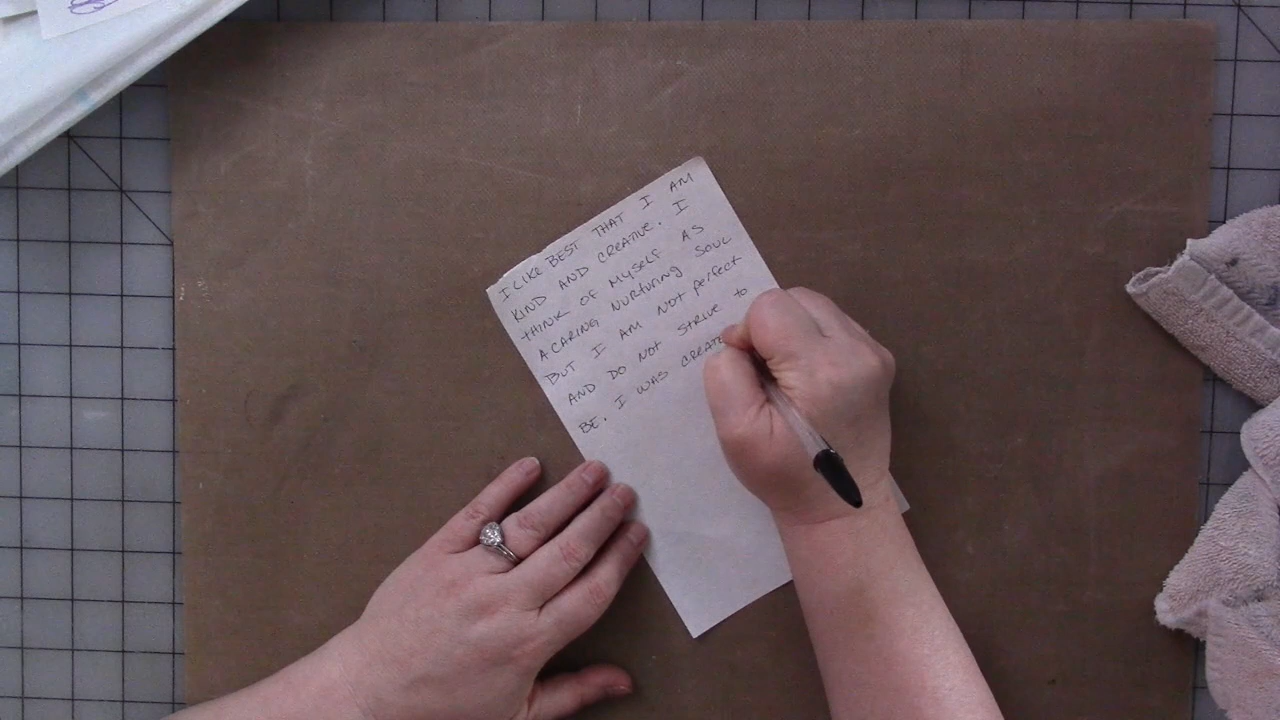 I LIKE BEST THAT I AM
KIND AND CREATIVE. I
THINK OF MYSELF AS
A CARING NURTURING SOUL
BUT I AM NOT PERFECT
AND DO NOT STRIVE TO
BE. I WAS CREATE